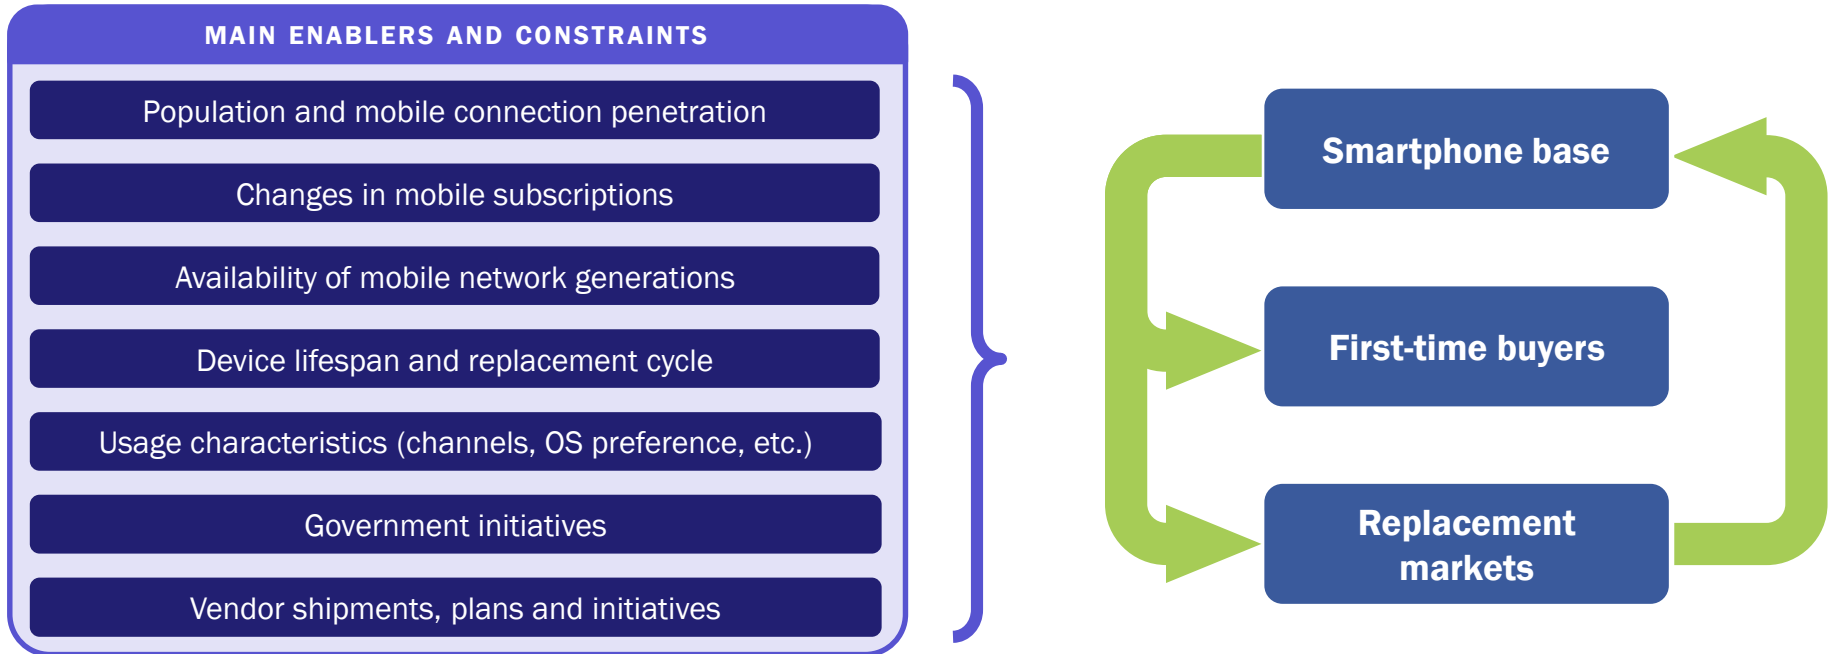 MAIN ENABLERS AND CONSTRAINTS
Population and mobile connection penetration
Changes in mobile subscriptions
Availability of mobile network generations
Device lifespan and replacement cycle
Usage characteristics (channels, OS preference, etc.)
Government initiatives
Vendor shipments, plans and initiatives
Smartphone base
First-time buyers
Replacement
markets